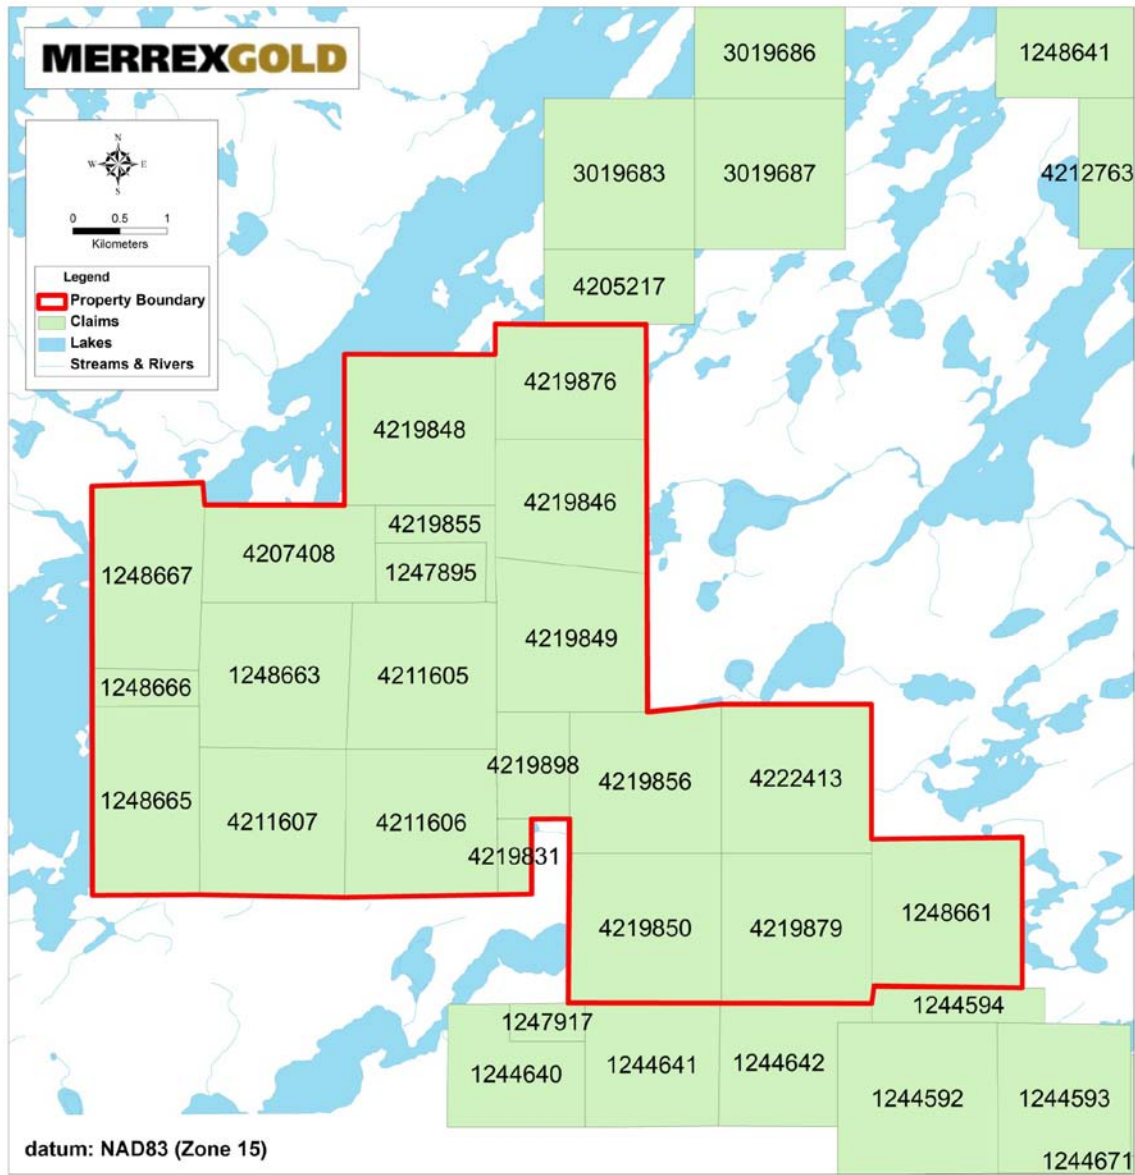 MERREXGOLD
N
W E
S
0 0.5 1
Kilometers
Legend
Property Boundary
Claims
Lakes
Streams & Rivers
3019686
1248641
3019683
3019687
4212763
4205217
4219876
4219848
4219846
4219855
4207408
1247895
1248667
4219849
1248663
4211605
1248666
4219898
4219856
4222413
1248665
4211607
4211606
4219831
4219850
4219879
1248661
1244594
1247917
1244640
1244641
1244642
1244592
1244593
datum: NAD83 (Zone 15)
1244671